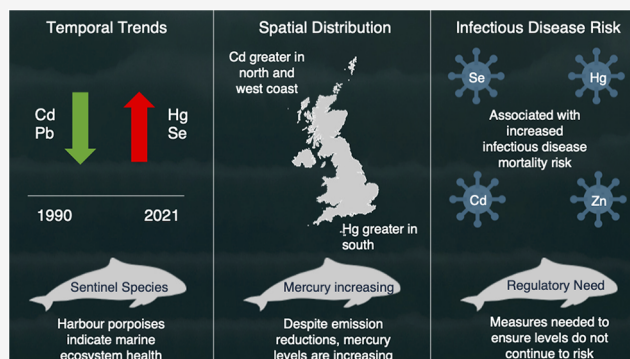 Temporal Trends
Cd
Pb
Hg
Se
1990
2021
Sentinel Species
Harbour porpoises
indicate marine
ecosystem health
Spatial Distribution
Cd greater in
north and
west coast
Hg greater in
south
Mercury increasing
Despite emission
reductions, mercury
levels are increasing
Infectious Disease Risk
Se
Hg
Associated with
increased
infectious disease
mortality risk
Cd
Zn
Regulatory Need
Measures needed to
ensure levels do not
continue to risk